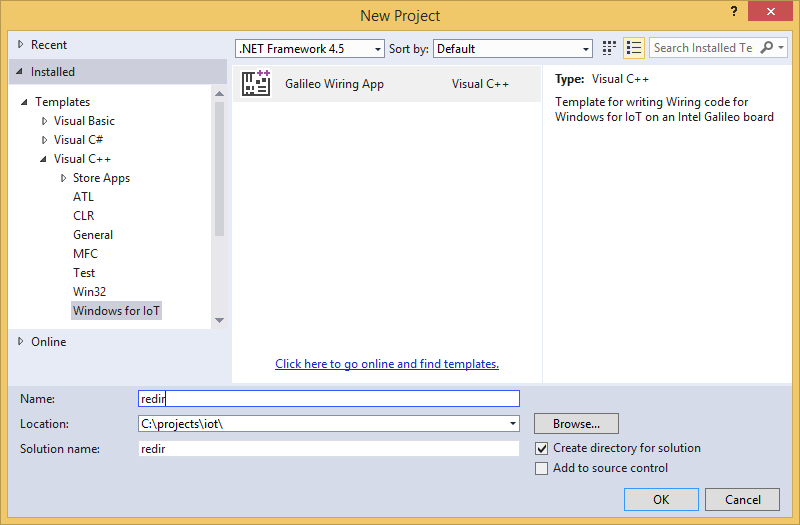 New Project
?
Recent
Installed
Templates
Visual Basic
Visual C#
Visual C++
Store Apps
ATL
CLR
General
MFC
Test
Win32
Windows for IoT
Online
.NET Framework 4.5
Sort by:
Default
Search Installed Te
Galileo Wiring App
Visual C++
Click here to go online and find templates.
Type: Visual C++
Template for writing Wiring code for
Windows for IoT on an Intel Galileo board
Name:
redir
Location:
C:\projects\iot\
Browse...
Solution name:
redir
Create directory for solution
Add to source control
OK
Cancel